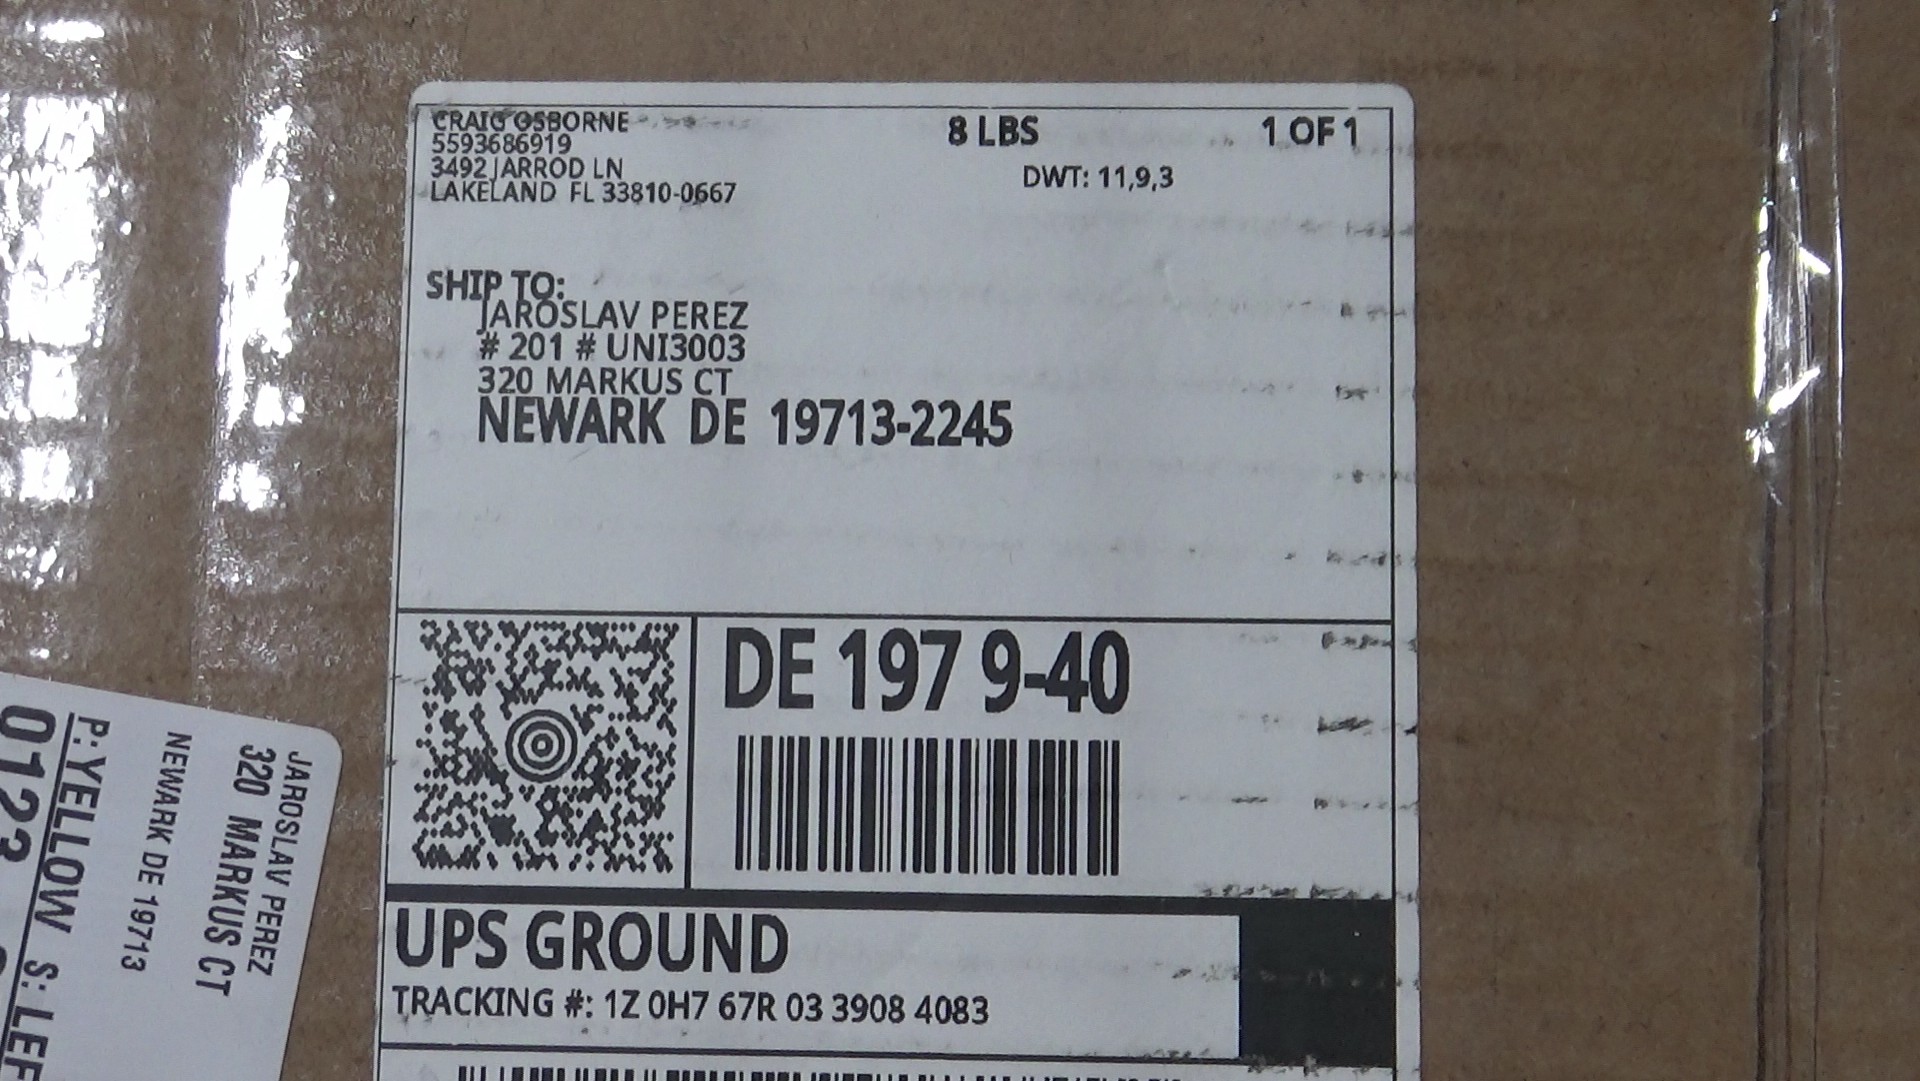 CRAIG OSBORNE
5593686919
3492 JARROD LN
LAKELAND FL 33810-0667
8 LBS
1 OF 1
DWT: 11,9,3
SHIP TO:
JAROSLAV PEREZ
# 201 # UNI3003
320 MARKUS CT
NEWARK DE 19713-2245
DE 197 9-40
UPS GROUND
TRACKING #: 1Z 0H7 67R 03 3908 4083
JAROSLAV PEREZ
320 MARKUS CT
NEWARK DE 19713
P: YELLOW S: LEF
0123